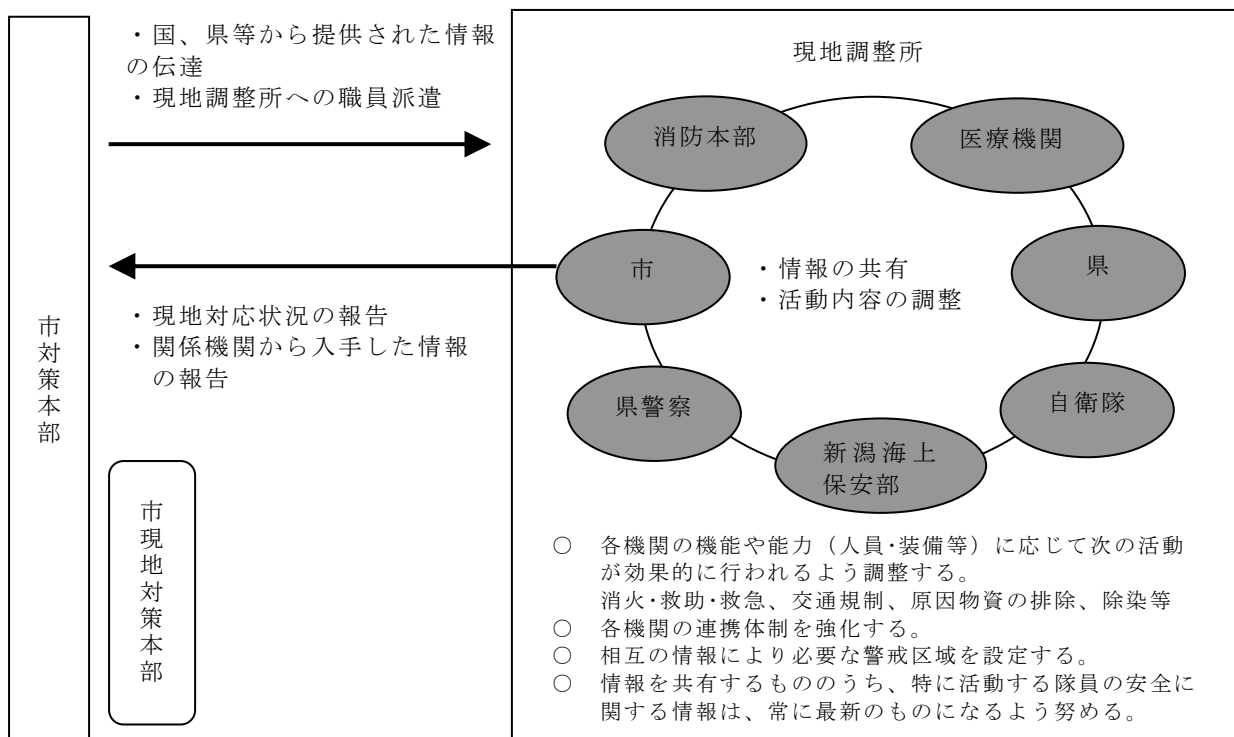 ・国、県等から提供された情報
の伝達
・現地調整所への職員派遣
・現地対応状況の報告
・関係機関から入手した情報
の報告
市対策本部
市現地対策本部
現地調整所
消防本部
医療機関
市
県
・情報の共有
・活動内容の調整
県警察
自衛隊
新潟海上
保安部
○ 各機関の機能や能力（人員・装備等）に応じて次の活動
が効果的に行われるよう調整する。
消火・救助・救急、交通規制、原因物資の排除、除染等
○ 各機関の連携体制を強化する。
○ 相互の情報により必要な警戒区域を設定する。
○ 情報を共有するもののうち、特に活動する隊員の安全に
関する情報は、常に最新のものになるよう努める。